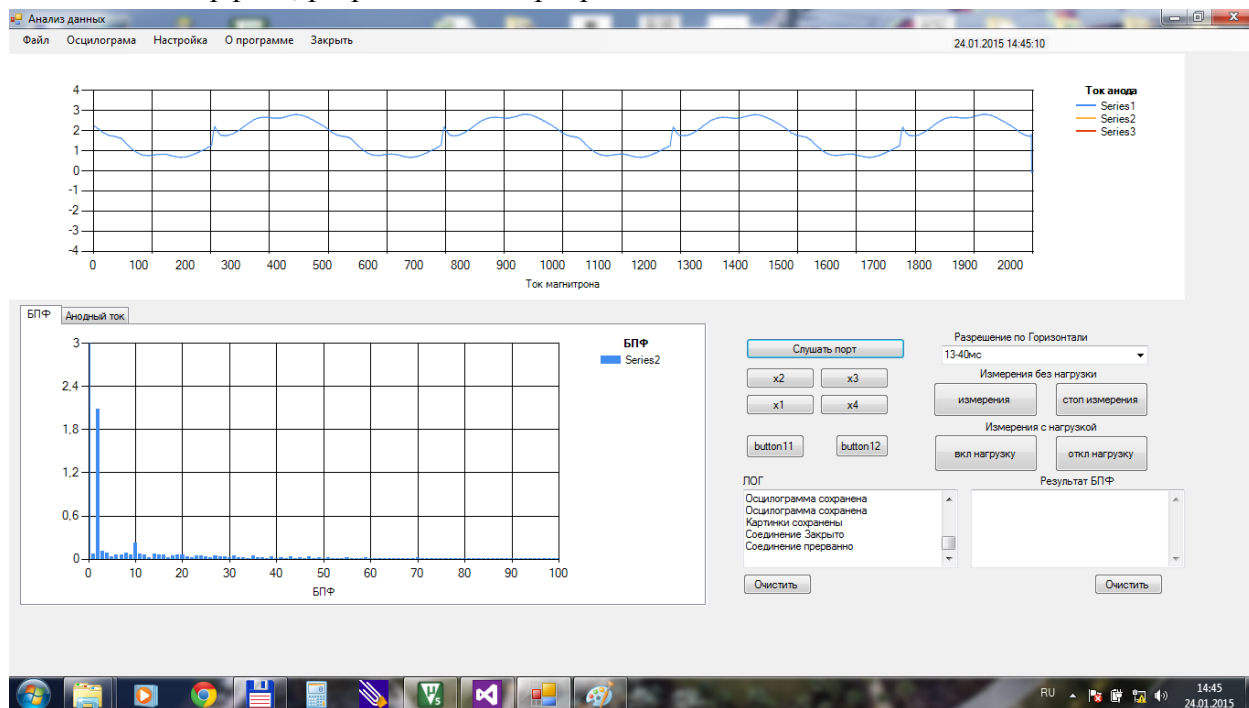 Анализ данных
Файл Осцилограма Настройка О программе Закрыть
24.01.2015 14:45:10
Ток анода
Series1
Series2
Series3
4
3
2
1
0
-1
-2
-3
-4
0 100 200 300 400 500 600 700 800 900 1000 1100 1200 1300 1400 1500 1600 1700 1800 1900 2000
Ток магнитрона
БПФ Анодный ток
БПФ
Series2
3
2,4
1,8
1,2
0,6
0
0 10 20 30 40 50 60 70 80 90 100
БПФ
Слушать порт
x2 x3
x1 x4
button11 button12
Разрешение по Горизонтали
13-40мс
Измерения без нагрузки
измерения стоп измерения
Измерения с нагрузкой
вкл нагрузку откл нагрузку
ЛОГ
Осцилограмма сохранена
Осцилограмма сохранена
Картинки сохранены
Соединение Закрыто
Соединение прерванно
Очистить
Результат БПФ
Очистить
RU
14:45
24.01.2015